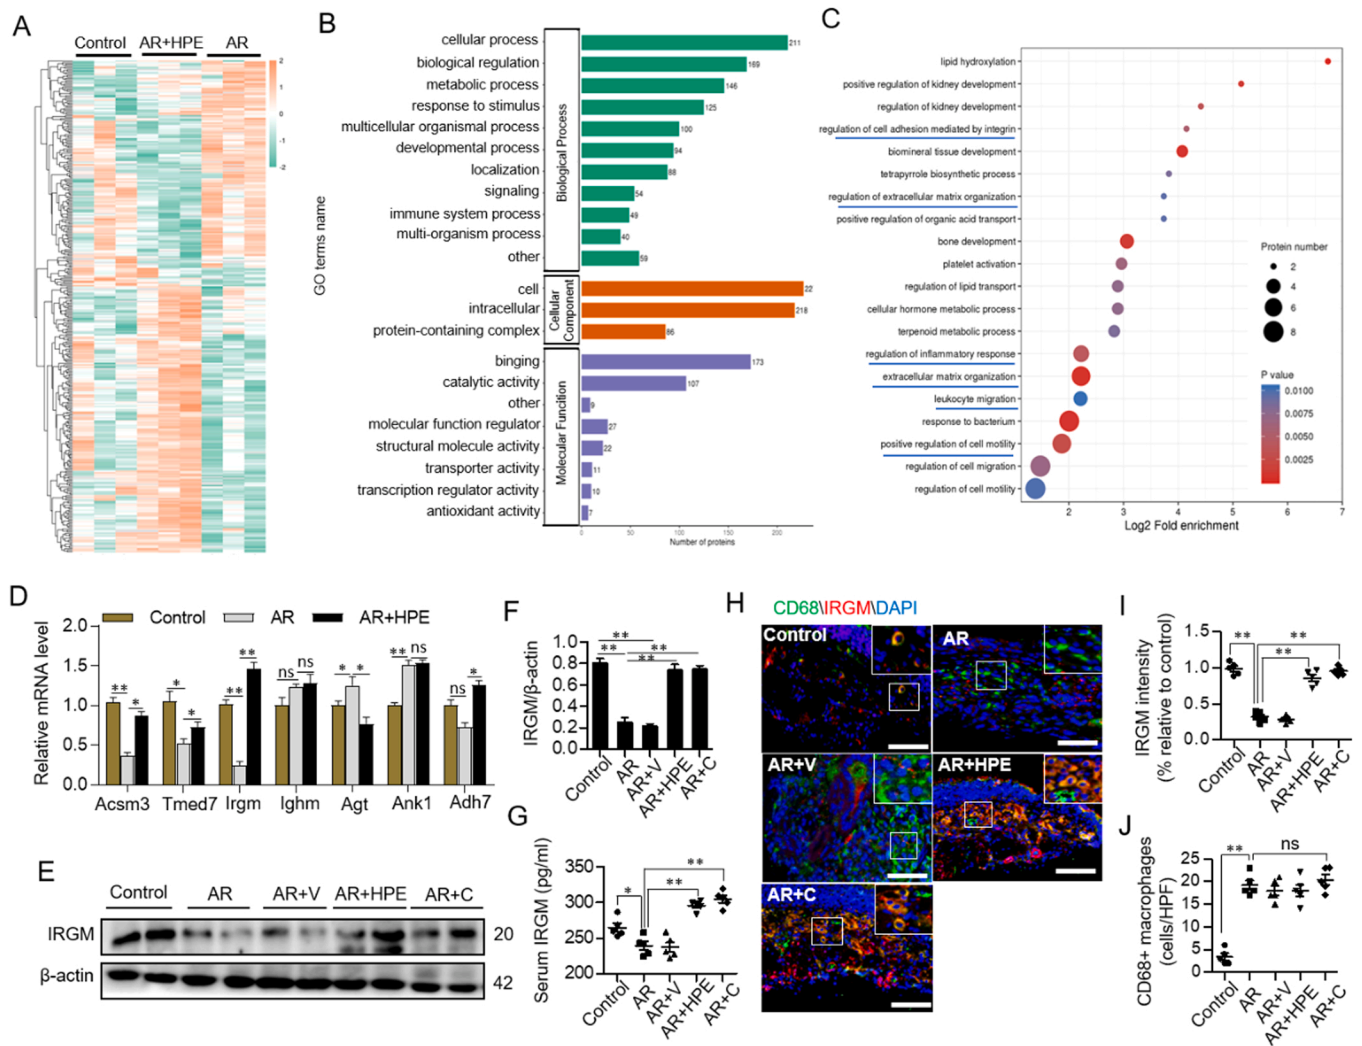 A
Control AR+HPE AR
2
1
0
-1
-2
B
GO terms name
cellular process
biological regulation
metabolic process
response to stimulus
multicellular organismal process
developmental process
localization
signaling
immune system process
multi-organism process
other
Biological Process
211
169
146
125
100
94
88
54
49
40
59
cell
intracellular
protein-containing complex
Cellular
Component
22
218
86
binging
catalytic activity
other
molecular function regulator
structural molecule activity
transporter activity
transcription regulator activity
antioxidant activity
Molecular Function
173
107
9
27
22
11
10
7
0 50 100 150 200
Number of proteins
C
lipid hydroxylation
positive regulation of kidney development
regulation of kidney development
regulation of cell adhesion mediated by integrin
biomineral tissue development
tetrapyrrole biosynthetic process
regulation of extracellular matrix organization
positive regulation of organic acid transport
bone development
platelet activation
regulation of lipid transport
cellular hormone metabolic process
terpenoid metabolic process
regulation of inflammatory response
extracellular matrix organization
leukocyte migration
response to bacterium
positive regulation of cell motility
regulation of cell migration
regulation of cell motility
Protein number
2
4
6
8
P value
0.0100
0.0075
0.0050
0.0025
2 3 4 5 6 7
Log2 Fold enrichment
D
Control AR AR+HPE
Relative mRNA level
2.0
1.5
1.0
0.5
0.0
** * * * ** ** ns ns * * ** ns ns *
Acsm3 Tmed7 Irgm Ighm Agt Ank1 Adh7
E
Control AR AR+V AR+HPE AR+C
IRGM 20
β-actin 42
F
IRGM/β-actin
1.0
0.8
0.6
0.4
0.2
0.0
**
** **
**
Control AR AR+V AR+HPE AR+C
G
Serum IRGM (pg/ml)
350
300
250
200
**
* **
Control AR AR+V AR+HPE AR+C
H
CD68\IRGM\DAPI
Control AR
AR+V AR+HPE
AR+C
I
IRGM intensity
(% relative to control)
1.5
1.0
0.5
0.0
** **
**
Control AR AR+V AR+HPE AR+C
J
CD68+ macrophages
(cells/HPF)
25
20
15
10
5
0
** ns
Control AR AR+V AR+HPE AR+C